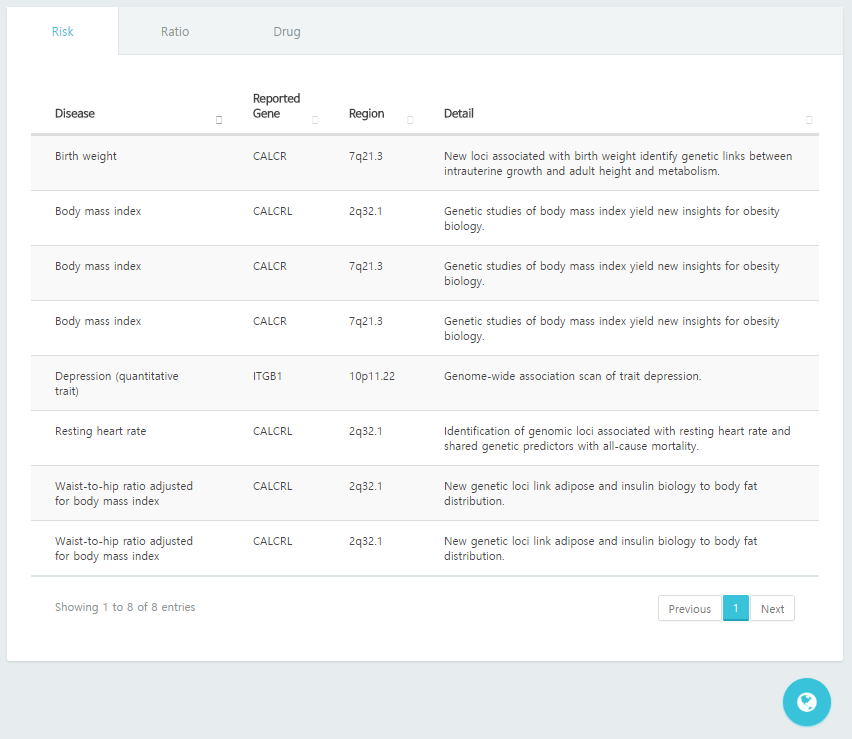 Risk Ratio Drug
Disease Reported Gene Region Detail
Birth weight CALCR 7q21.3 New loci associated with birth weight identify genetic links between
intrauterine growth and adult height and metabolism.
Body mass index CALCRL 2q32.1 Genetic studies of body mass index yield new insights for obesity
biology.
Body mass index CALCR 7q21.3 Genetic studies of body mass index yield new insights for obesity
biology.
Body mass index CALCR 7q21.3 Genetic studies of body mass index yield new insights for obesity
biology.
Depression (quantitative ITGB1 10p11.22 Genome-wide association scan of trait depression.
trait)
Resting heart rate CALCRL 2q32.1 Identification of genomic loci associated with resting heart rate and
shared genetic predictors with all-cause mortality.
Waist-to-hip ratio adjusted CALCRL 2q32.1 New genetic loci link adipose and insulin biology to body fat
for body mass index distribution.
Waist-to-hip ratio adjusted CALCRL 2q32.1 New genetic loci link adipose and insulin biology to body fat
for body mass index distribution.
Showing 1 to 8 of 8 entries Previous 1 Next